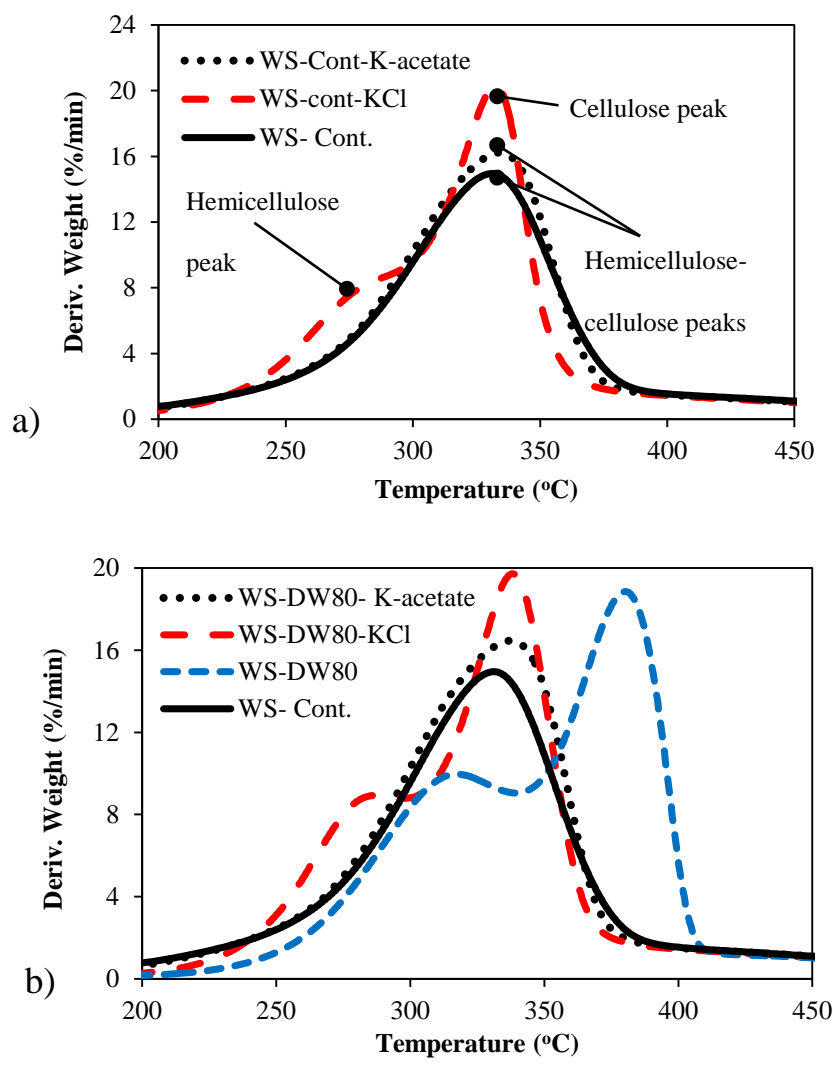 24
20
16
12
8
4
0
Deriv. Weight (%/min)
WS-Cont-K-acetate
WS-cont-KCl
WS- Cont.
Cellulose peak
Hemicellulose
peak
Hemicellulose-
cellulose peaks
a)
200 250 300 350 400 450
Temperature (°C)
20
16
12
8
4
0
Deriv. Weight (%/min)
WS-DW80- K-acetate
WS-DW80-KCl
WS-DW80
WS- Cont.
b)
200 250 300 350 400 450
Temperature (°C)